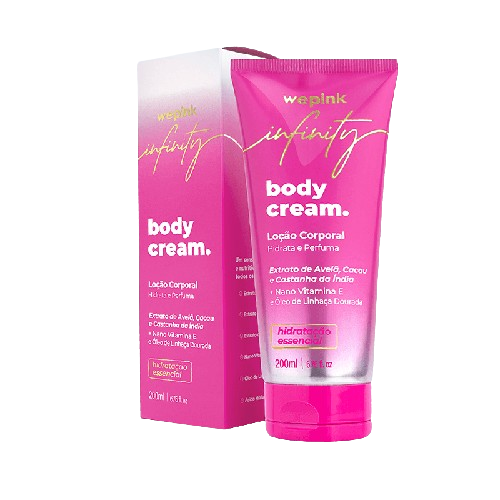 wepink
infinity
body
cream.
Loção Corporal
Hidrata e Perfuma
Extrato de Avelã, Cacau
e Castanha da Índia
+ Nano Vitamina E
e Óleo de Linhaça Dourada
hidratação
essencial
200ml
wepink
infinity
body
cream.
Loção Corporal
Hidrata e Perfuma
Extrato de Avelã, Cacau
e Castanha da Índia
+ Nano Vitamina E
e Óleo de Linhaça Dourada
hidratação
essencial
200ml